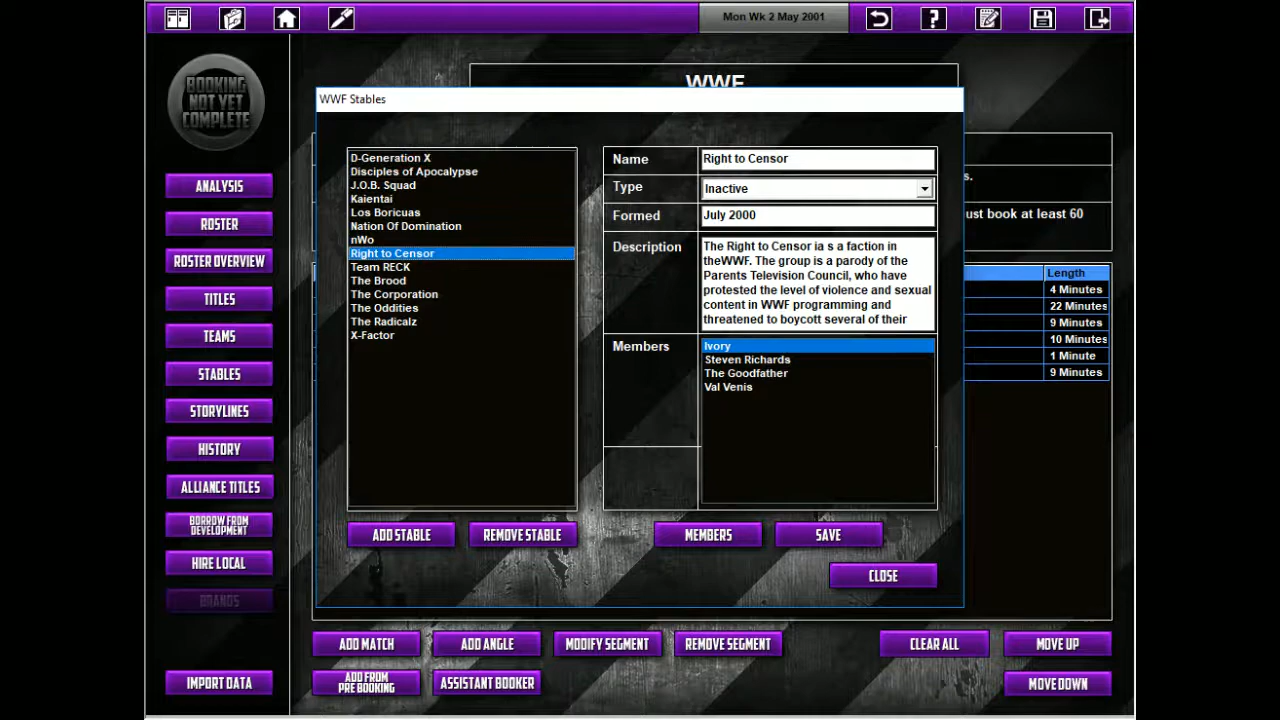 Mon Wk 2 May 2001
WWF
BOOKING
NOT YET
COMPLETE
ANALYSIS
ROSTER
ROSTER OVERVIEW
TITLES
TEAMS
STABLES
STORYLINES
HISTORY
ALLIANCE TITLES
BORROW FROM
DEVELOPMENT
HIRE LOCAL
BRANDS
IMPORT DATA
WWF Stables
D-Generation X
Disciples of Apocalypse
J.O.B. Squad
Kaientai
Los Boricuas
Nation Of Domination
nWo
Right to Censor
Team RECK
The Brood
The Corporation
The Oddities
The Radicalz
X-Factor
Name Right to Censor
Type Inactive
Formed July 2000
Description The Right to Censor ia s a faction in
theWWF. The group is a parody of the
Parents Television Council, who have
protested the level of violence and sexual
content in WWF programming and
threatened to boycott several of their
Members Ivory
Steven Richards
The Goodfather
Val Venis
ADD STABLE REMOVE STABLE MEMBERS SAVE
CLOSE
s.
ust book at least 60
Length
4 Minutes
22 Minutes
9 Minutes
10 Minutes
1 Minute
9 Minutes
ADD MATCH ADD ANGLE MODIFY SEGMENT REMOVE SEGMENT CLEAR ALL MOVE UP
ADD FROM
PRE BOOKING
ASSISTANT BOOKER MOVE DOWN